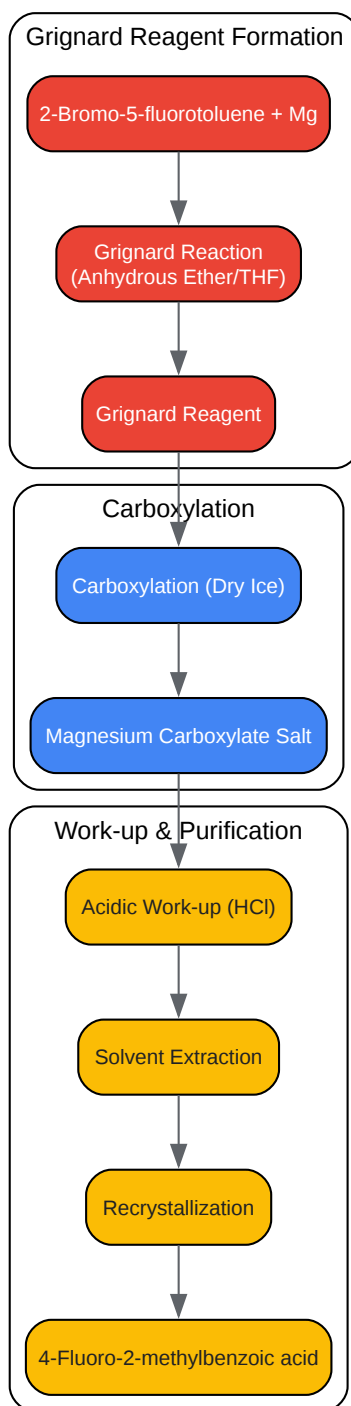 Grignard Reagent Formation
2-Bromo-5-fluorotoluene + Mg
Grignard Reaction
(Anhydrous Ether/THF)
Grignard Reagent
Carboxylation
Carboxylation (Dry Ice)
Magnesium Carboxylate Salt
Work-up & Purification
Acidic Work-up (HCl)
Solvent Extraction
Recrystallization
4-Fluoro-2-methylbenzoic acid